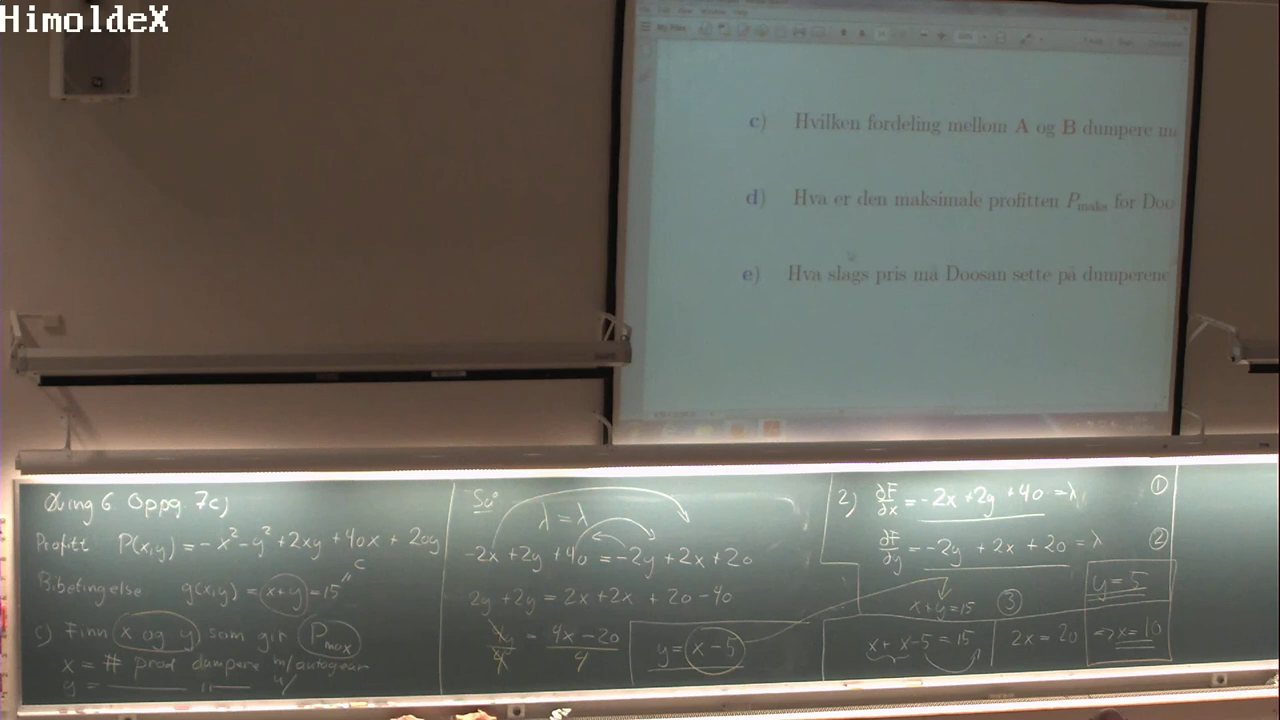 HimoldeX
My Files
c) Hvilken fordeling mellom A og B dumpere må
d) Hva er den maksimale profitten P_maks for Doo
e) Hva slags pris må Doosan sette på dumperene
Øving 6. Oppg. 7c)
Profitt P(x,y) = -x²-y²+2xy+40x+20y
Bibetingelse g(x,y) = x+y = 15 " c
c) Finn x og y som gir P_max
x = # prod dumpere m/autogear
y = —— " —— u/
Så
λ = λ
-2x + 2y + 40 = -2y + 2x + 20
2y + 2y = 2x + 2x + 20 - 40
4y/4 = 4x - 20/4
y = x - 5
2) ∂F/∂x = -2x + 2y + 40 = λ ①
∂F/∂y = -2y + 2x + 20 = λ ②
x + y = 15 ③
y = 5
x + x - 5 = 15
2x = 20
=> x = 10